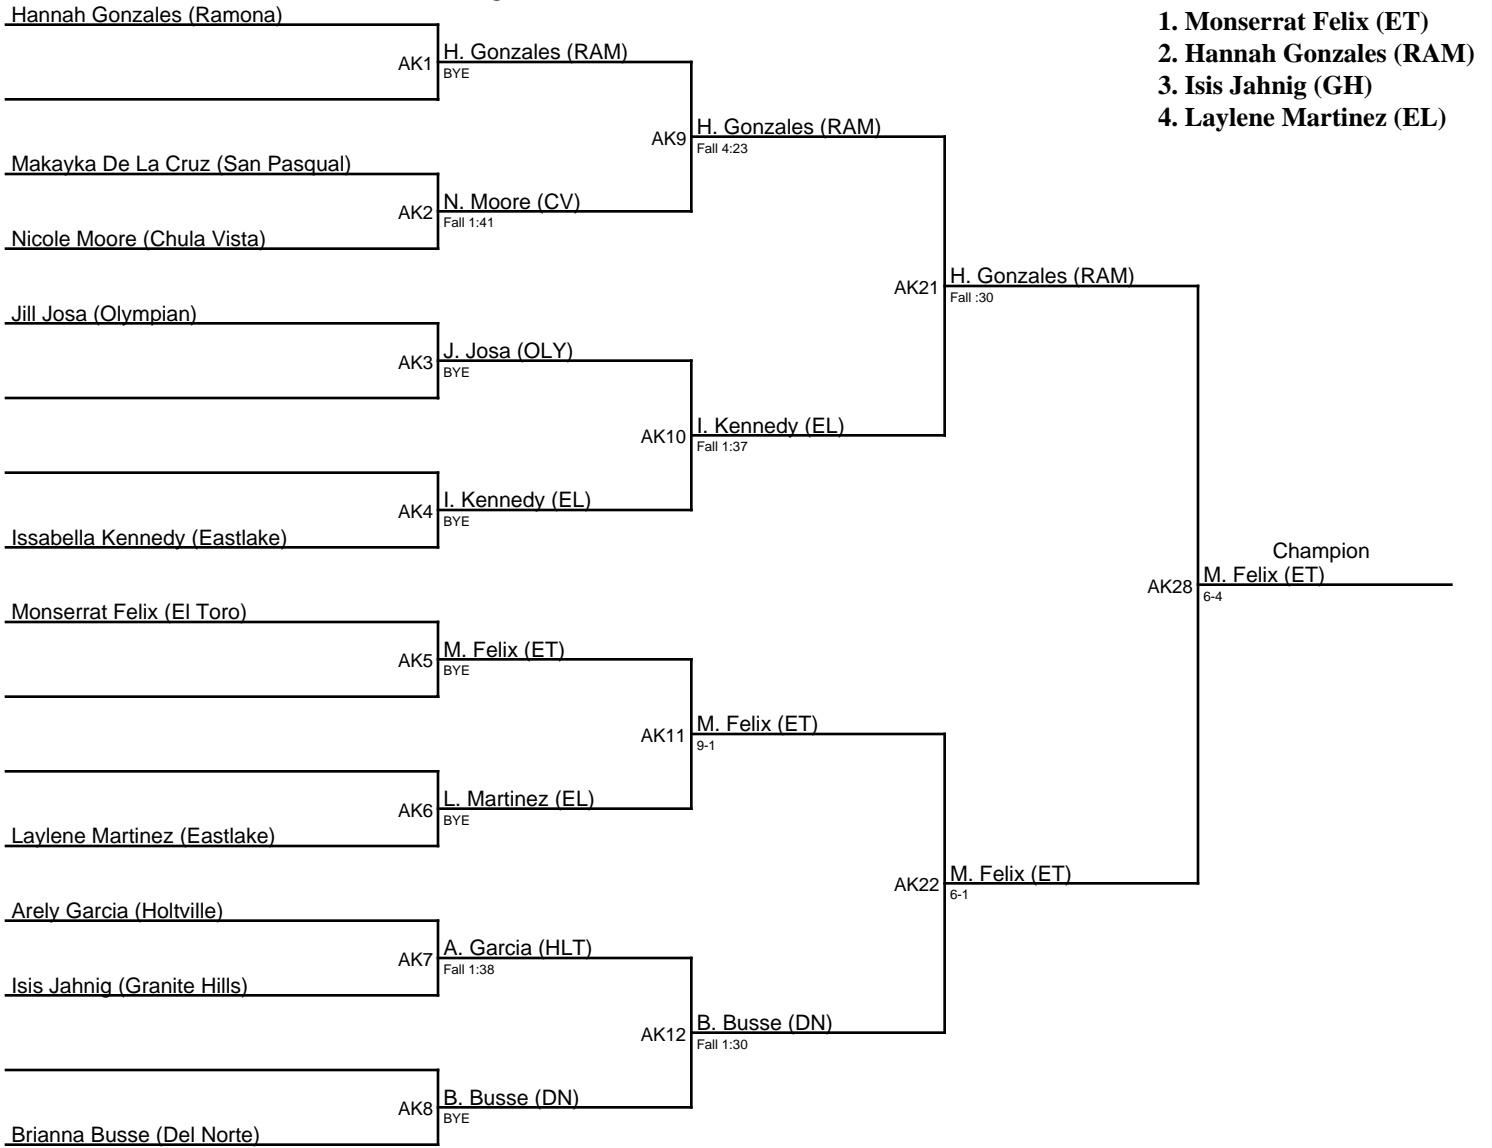 Hannah Gonzales (Ramona)
1. Monserrat Felix (ET)
2. Hannah Gonzales (RAM)
3. Isis Jahnig (GH)
4. Laylene Martinez (EL)
AK1
H. Gonzales (RAM)
BYE
AK9
H. Gonzales (RAM)
Fall 4:23
Makayka De La Cruz (San Pasqual)
AK2
N. Moore (CV)
Fall 1:41
Nicole Moore (Chula Vista)
AK21
H. Gonzales (RAM)
Fall :30
Jill Josa (Olympian)
AK3
J. Josa (OLY)
BYE
AK10
I. Kennedy (EL)
Fall 1:37
AK4
I. Kennedy (EL)
BYE
Issabella Kennedy (Eastlake)
Champion
AK28
M. Felix (ET)
6-4
Monserrat Felix (El Toro)
AK5
M. Felix (ET)
BYE
AK11
M. Felix (ET)
9-1
AK6
L. Martinez (EL)
BYE
Laylene Martinez (Eastlake)
AK22
M. Felix (ET)
6-1
Arely Garcia (Holtville)
AK7
A. Garcia (HLT)
Fall 1:38
Isis Jahnig (Granite Hills)
AK12
B. Busse (DN)
Fall 1:30
AK8
B. Busse (DN)
BYE
Brianna Busse (Del Norte)